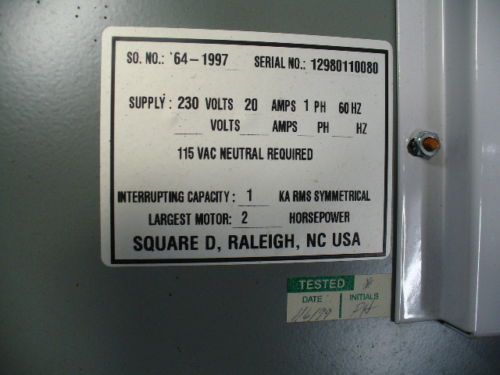 SO. NO.: '64-1997 SERIAL NO.: 12980110080
SUPPLY: 230 VOLTS 20 AMPS 1 PH 60 HZ
VOLTS AMPS PH HZ
115 VAC NEUTRAL REQUIRED
INTERRUPTING CAPACITY: 1 KA RMS SYMMETRICAL
LARGEST MOTOR: 2 HORSEPOWER
SQUARE D, RALEIGH, NC USA
TESTED
DATE INITIALS